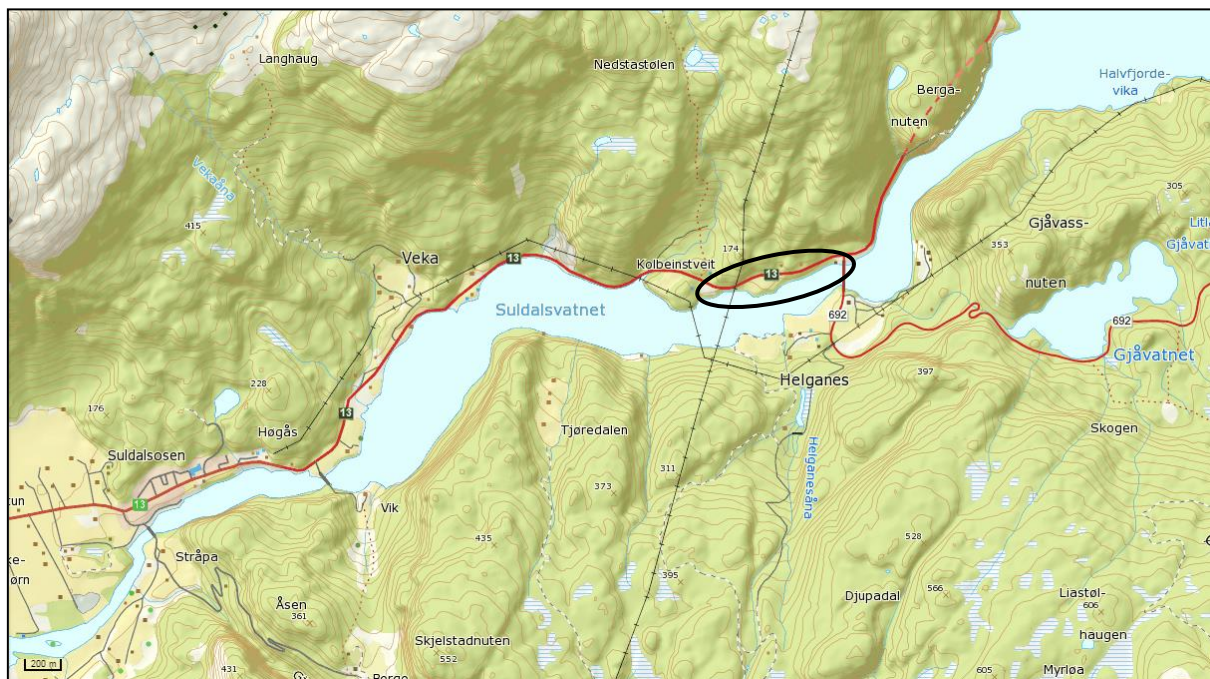 Langhaug
Nedstastølen
Halvfjorde-
vika
Berga-
nuten
Vekaåna
415
305
Litle
Gjåvass-
353
nuten
Veka
174
Kolbeinstveit
13
13
Suldalsvatnet
692
692
Gjåvatnet
Helganes
397
228
176
13
Høgås
Suldalsosen
Tjøredalen
Skogen
311
373
Helganesåna
13
Vik
435
528
Stråpa
395
566
Djupadal
Liastøl-
606
haugen
Åsen
361
Skjelstadnuten
552
431
605
Myrløa
200 m